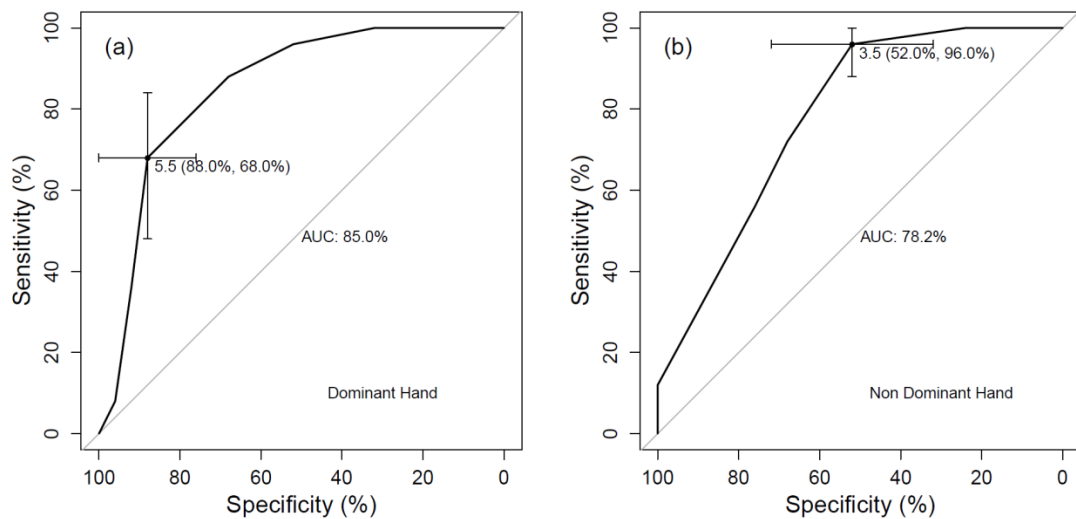 (a)
5.5 (88.0%, 68.0%)
AUC: 85.0%
Dominant Hand
Sensitivity (%)
100
80
60
40
20
0
100 80 60 40 20 0
Specificity (%)
(b)
3.5 (52.0%, 96.0%)
AUC: 78.2%
Non Dominant Hand
Sensitivity (%)
100
80
60
40
20
0
100 80 60 40 20 0
Specificity (%)